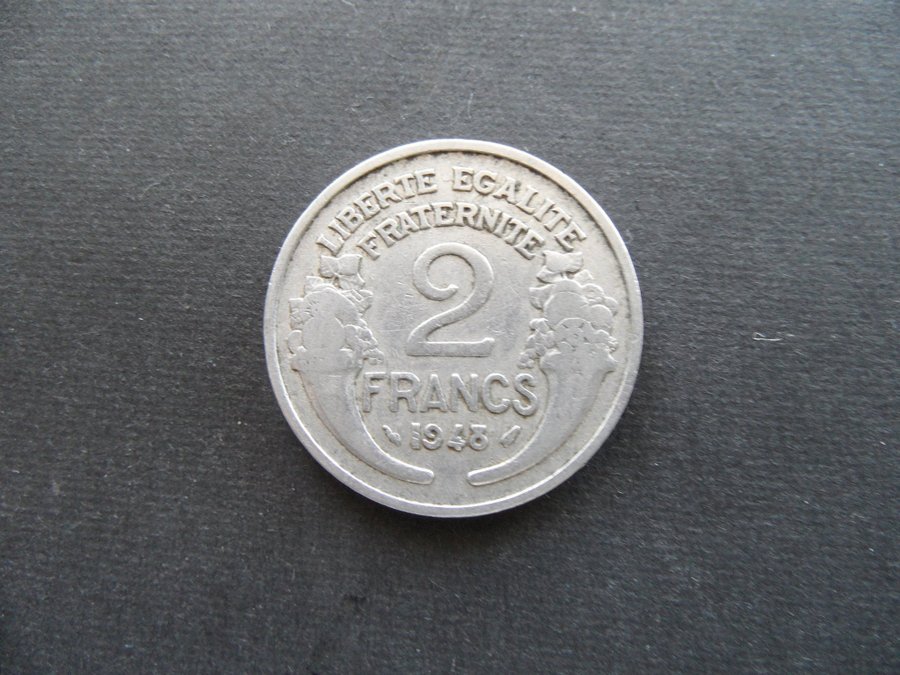 LIBERTE EGALITE
FRATERNITE
2
FRANCS
1948